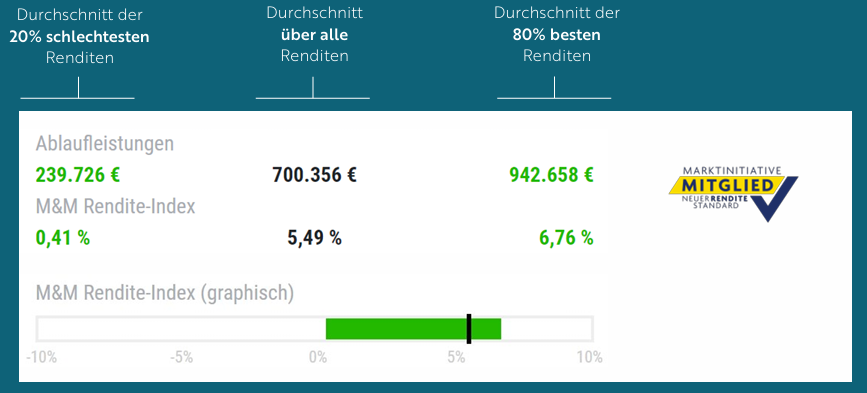 Durchschnitt der
20% schlechtesten
Renditen
Durchschnitt
über alle
Renditen
Durchschnitt der
80% besten
Renditen
Ablaufleistungen
239.726 € 700.356 € 942.658 €
M&M Rendite-Index
0,41 % 5,49 % 6,76 %
MARKTINITIATIVE
MITGLIED
NEUER RENDITE
STANDARD
M&M Rendite-Index (graphisch)
-10% -5% 0% 5% 10%